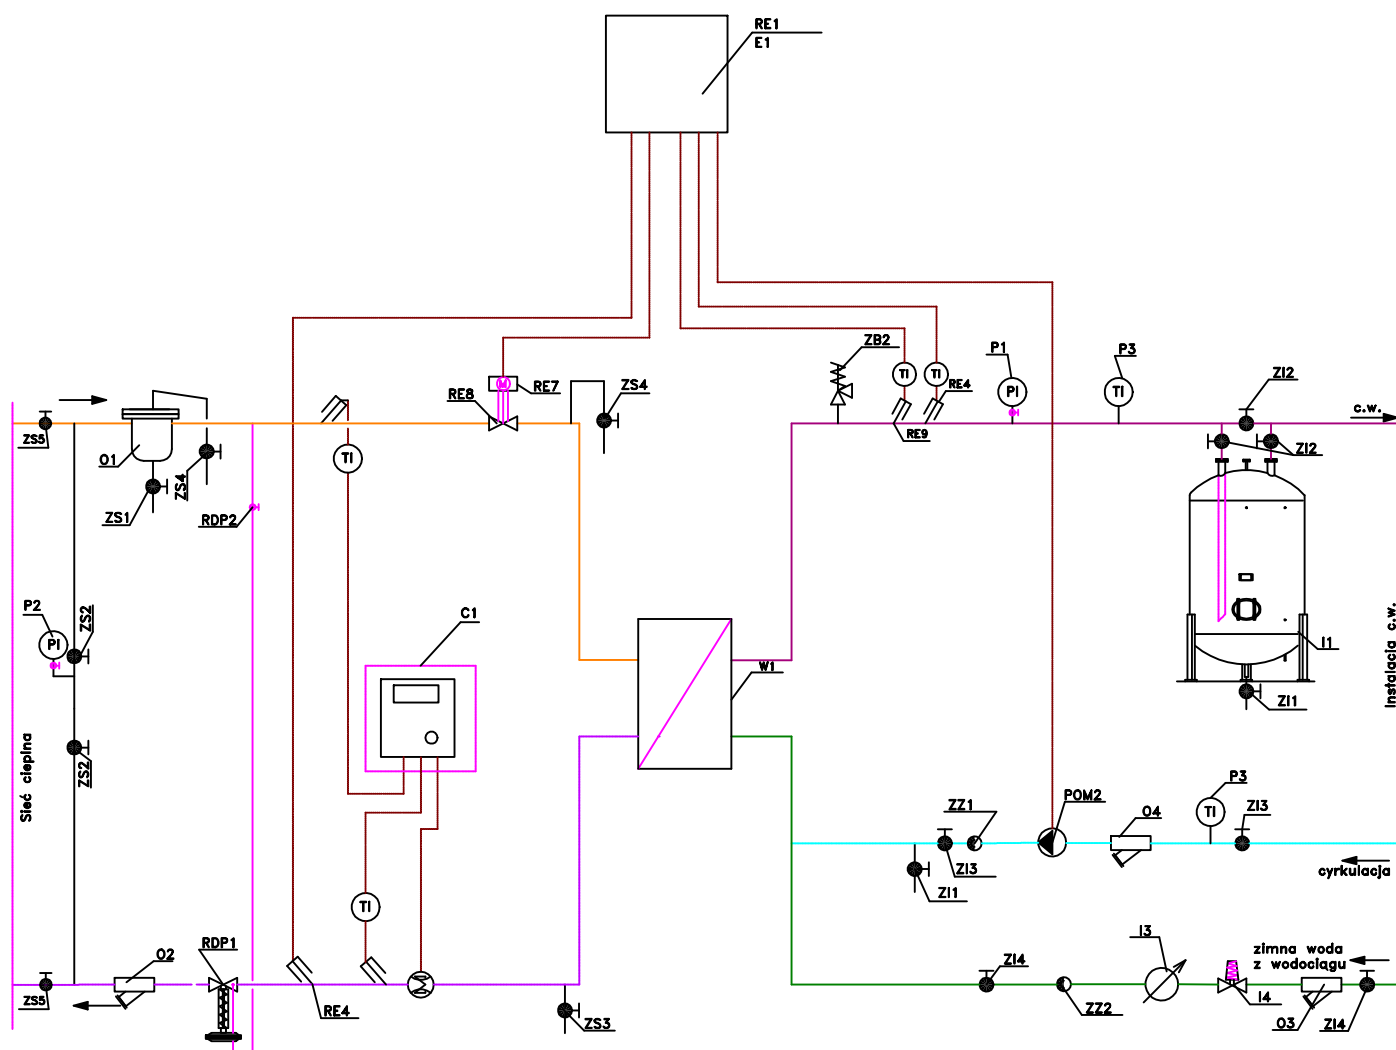 RE1
E1
ZB2
P1
P3
ZI2
RE8
RE7
ZS4
TI
TI
RE4
PI
TI
c.w.
ZS5
O1
ZS4
ZS1
RDP2
TI
RE9
ZI2
M
P2
PI
ZS2
ZS2
Sieć cieplna
C1
W1
I1
ZI1
Instalacja c.w.
ZZ1
POM2
O4
P3
TI
ZI3
ZI3
ZI1
cyrkulacja
TI
RDP1
O2
ZS5
RE4
ZS3
ZI4
ZZ2
I3
zimna woda
z wodociągu
I4
O3
ZI4